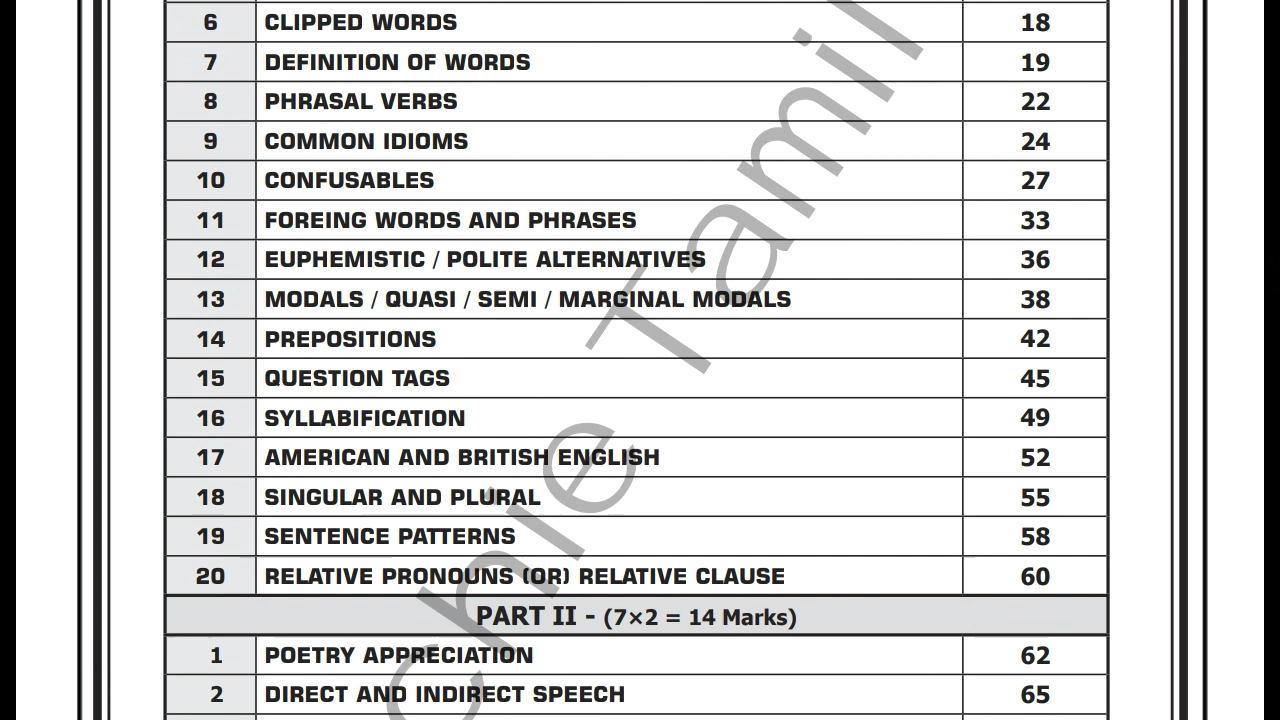 6 CLIPPED WORDS 18
7 DEFINITION OF WORDS 19
8 PHRASAL VERBS 22
9 COMMON IDIOMS 24
10 CONFUSABLES 27
11 FOREING WORDS AND PHRASES 33
12 EUPHEMISTIC / POLITE ALTERNATIVES 36
13 MODALS / QUASI / SEMI / MARGINAL MODALS 38
14 PREPOSITIONS 42
15 QUESTION TAGS 45
16 SYLLABIFICATION 49
17 AMERICAN AND BRITISH ENGLISH 52
18 SINGULAR AND PLURAL 55
19 SENTENCE PATTERNS 58
20 RELATIVE PRONOUNS (OR) RELATIVE CLAUSE 60
PART II - (7×2 = 14 Marks)
1 POETRY APPRECIATION 62
2 DIRECT AND INDIRECT SPEECH 65
chie Tamil